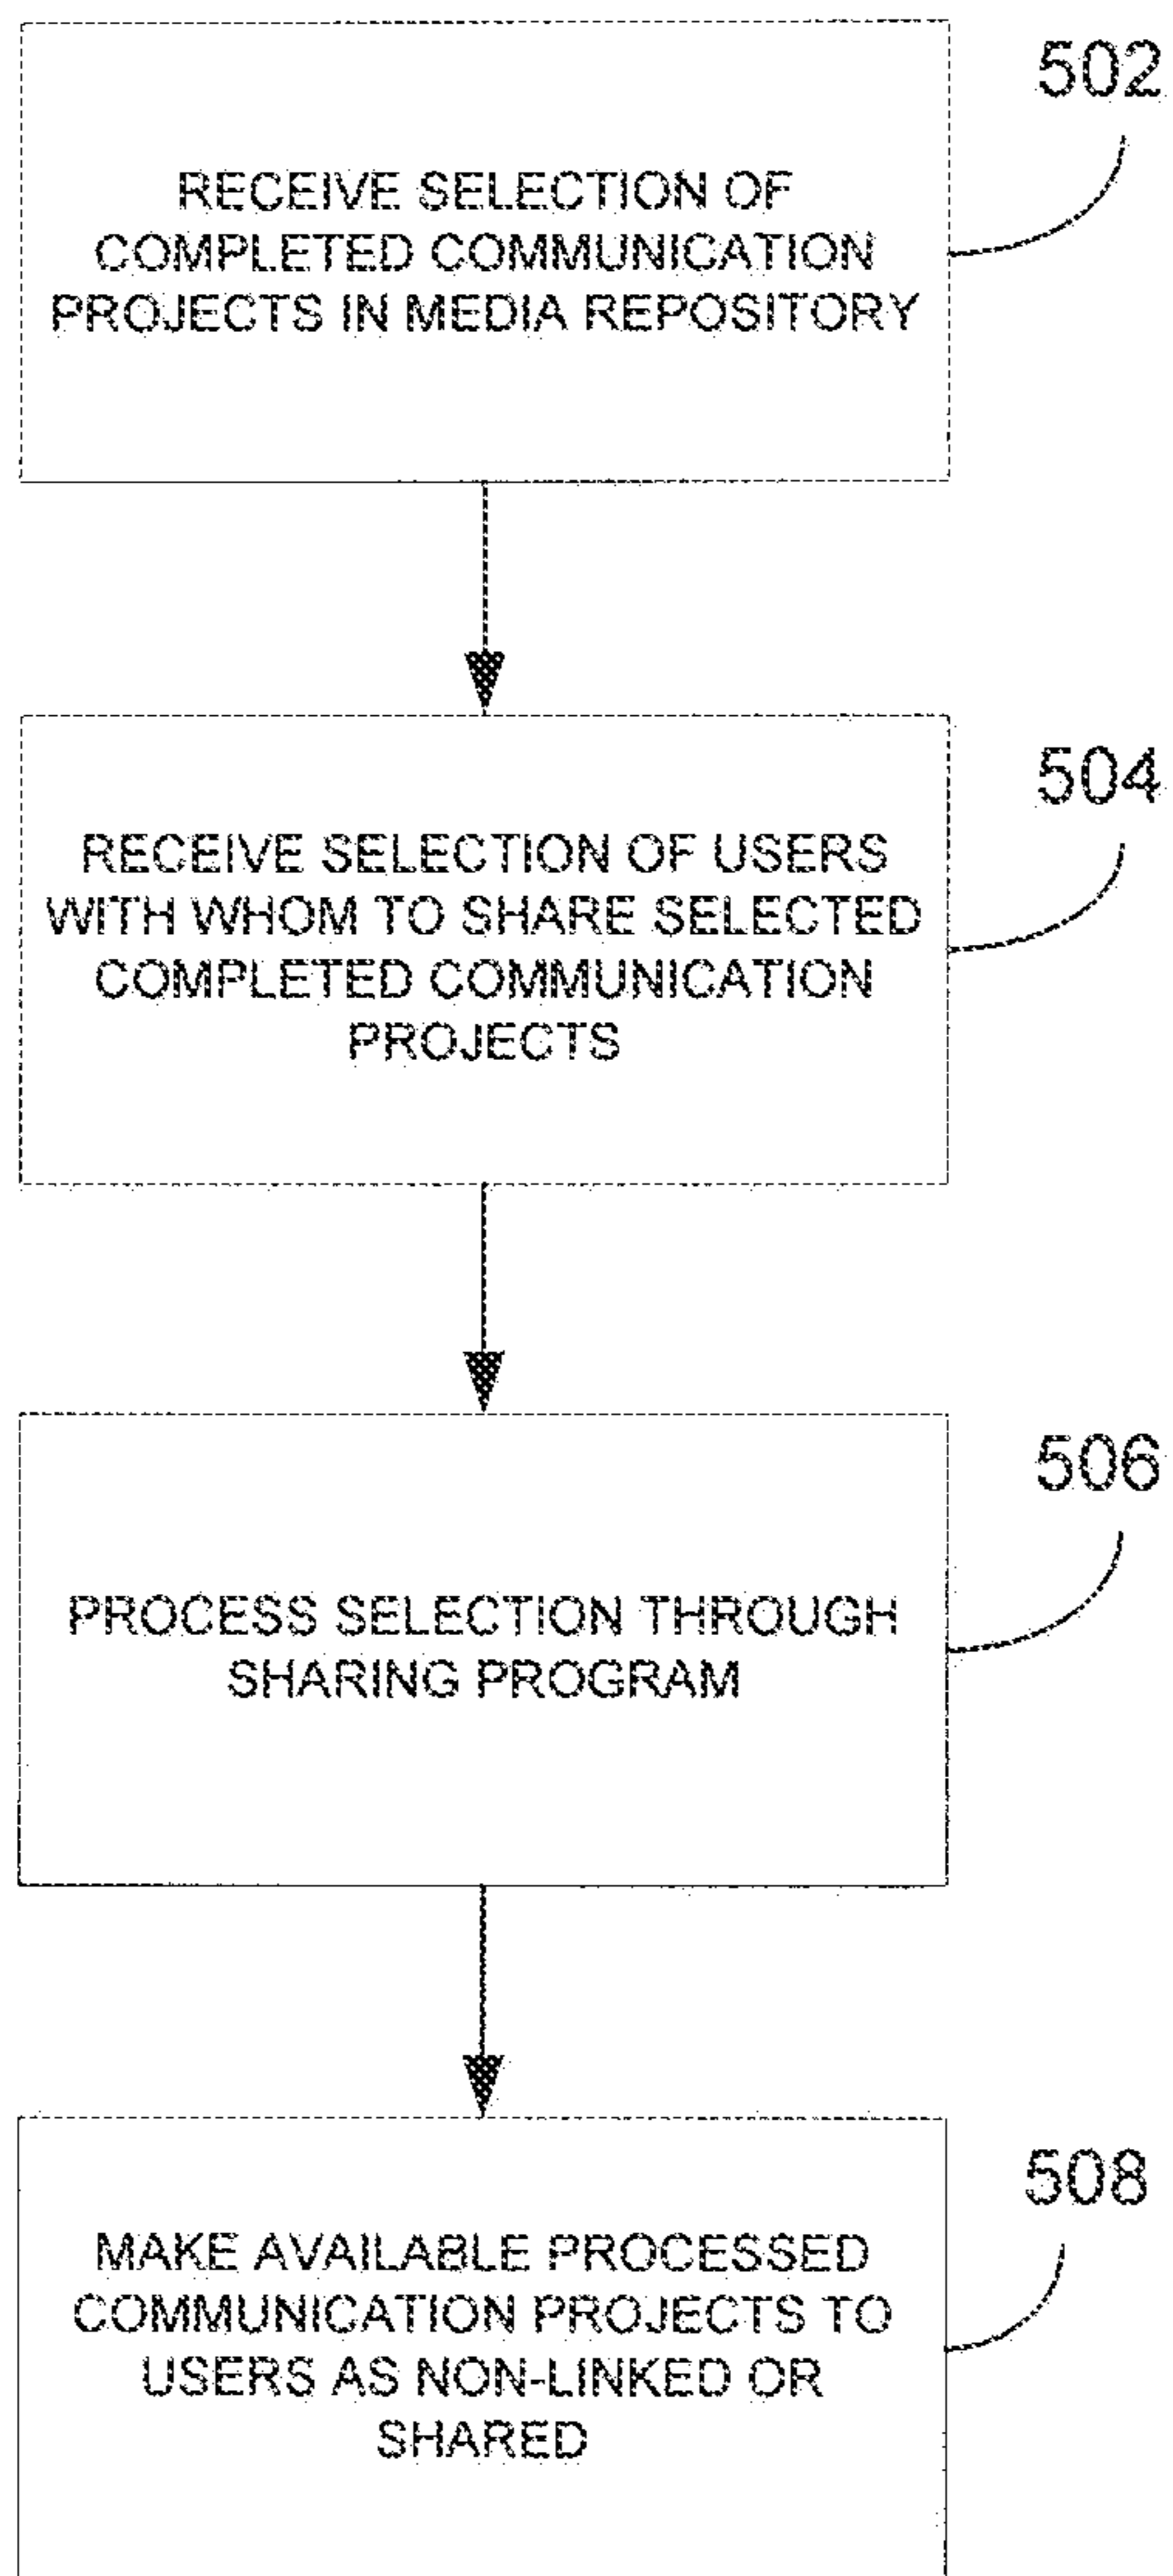 502
RECEIVE SELECTION OF
COMPLETED COMMUNICATION
PROJECTS IN MEDIA REPOSITORY
504
RECEIVE SELECTION OF USERS
WITH WHOM TO SHARE SELECTED
COMPLETED COMMUNICATION
PROJECTS
506
PROCESS SELECTION THROUGH
SHARING PROGRAM
508
MAKE AVAILABLE PROCESSED
COMMUNICATION PROJECTS TO
USERS AS NON-LINKED OR
SHARED